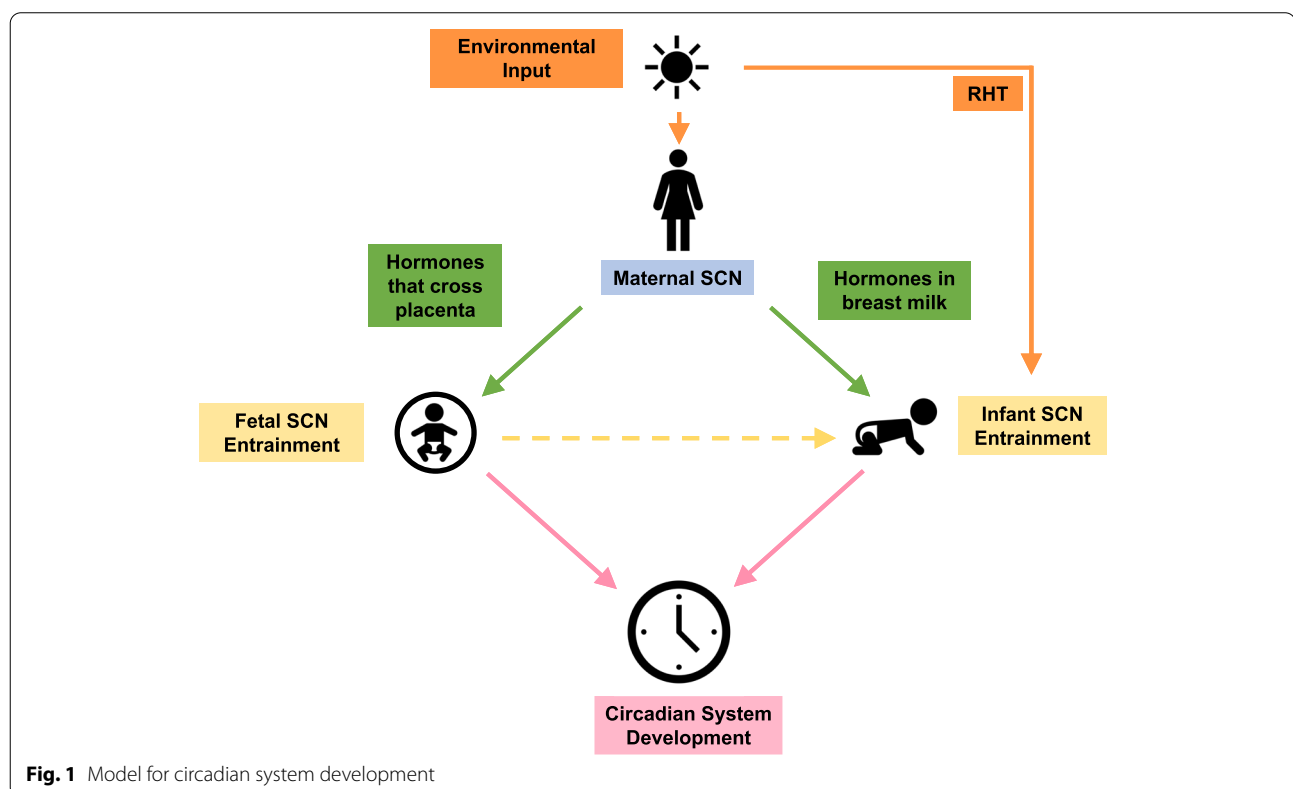 Environmental
Input
RHT
Hormones
that cross
placenta
Maternal SCN
Hormones in
breast milk
Fetal SCN
Entrainment
Infant SCN
Entrainment
Circadian System
Development
Fig. 1 Model for circadian system development